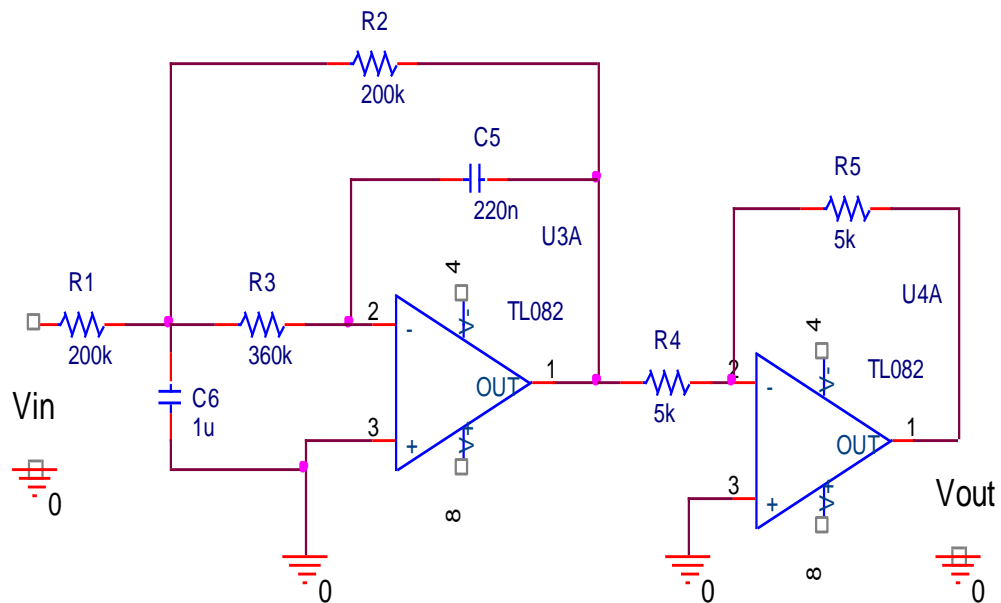 R2
200k
C5
220n
R5
5k
U3A
4
V-
R1
200k
R3
360k
2
-
TL082
U4A
4
V-
R4
5k
1
OUT
2
-
TL082
Vin
C6
1u
3
+
V+
8
OUT
1
0
3
+
V+
8
Vout
0
0
0